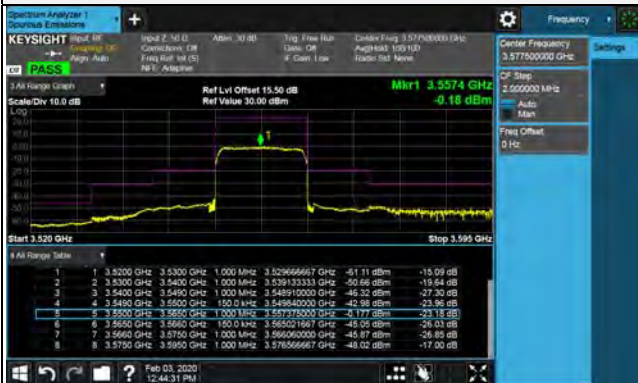 Spectrum Analyzer 1
Spurious Emissions
+
Frequency
KEYSIGHT Input: RF
Coupling: DC
Align: Auto
Input Z: 50 Ω
Corrections: Off
Freq Ref: Int (S)
NFE: Adaptive
Atten: 30 dB
Trig: Free Run
Gate: Off
IF Gain: Low
Center Freq: 3.577500000 GHz
Avg|Hold: 100/100
Radio Std: None
PASS
Center Frequency
3.577500000 GHz
Settings
CF Step
2.000000 MHz
Auto
Man
Freq Offset
0 Hz
3 All Range Graph
Scale/Div 10.0 dB
Ref Lvl Offset 15.50 dB
Ref Value 30.00 dBm
Mkr1 3.5574 GHz
-0.18 dBm
Log
1
Start 3.520 GHz
Stop 3.595 GHz
All Range Table
1 1 3.5200 GHz 3.5300 GHz 1.000 MHz 3.529666667 GHz -61.11 dBm -15.09 dB
2 2 3.5300 GHz 3.5400 GHz 1.000 MHz 3.539133333 GHz -50.66 dBm -19.64 dB
3 3 3.5400 GHz 3.5490 GHz 1.000 MHz 3.548910000 GHz -46.32 dBm -27.30 dB
4 4 3.5490 GHz 3.5500 GHz 150.0 kHz 3.549840000 GHz -42.98 dBm -23.96 dB
5 5 3.5500 GHz 3.5650 GHz 1.000 MHz 3.557375000 GHz -0.177 dBm -23.18 dB
6 6 3.5650 GHz 3.5660 GHz 150.0 kHz 3.565021667 GHz -45.05 dBm -26.03 dB
7 7 3.5660 GHz 3.5750 GHz 1.000 MHz 3.566060000 GHz -45.87 dBm -26.85 dB
8 8 3.5750 GHz 3.5950 GHz 1.000 MHz 3.576566667 GHz -48.02 dBm -17.00 dB
?
Feb 03, 2020
12:44:31 PM